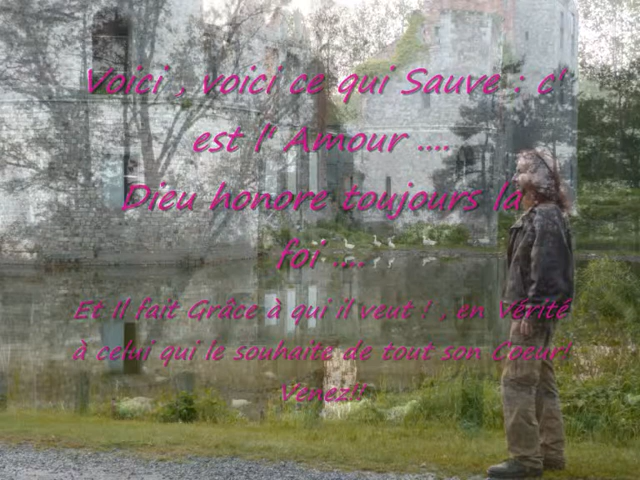 Voici , voici ce qui Sauve : c'
est l' Amour ....
Dieu honore toujours la
foi ....
Et Il fait Grâce à qui il veut ! , en Vérité
à celui qui le souhaite de tout son Coeur!
Vénez!!